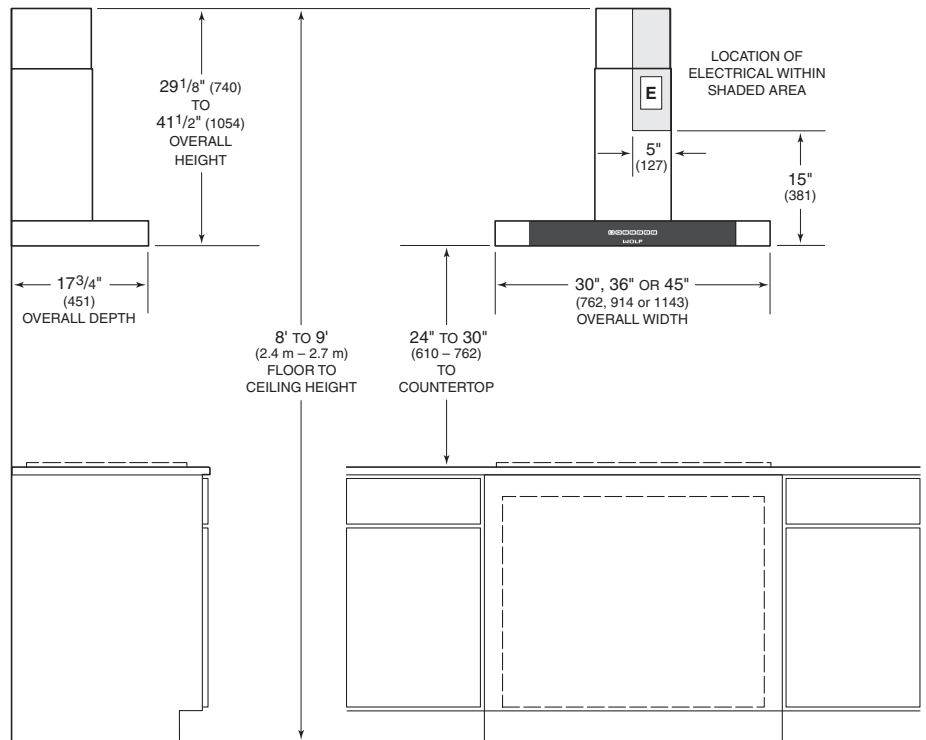 29 1/8" (740)
TO
41 1/2" (1054)
OVERALL
HEIGHT
LOCATION OF
ELECTRICAL WITHIN
SHADED AREA
E
5"
(127)
15"
(381)
WOLF
17 3/4"
(451)
OVERALL DEPTH
30", 36" OR 45"
(762, 914 or 1143)
OVERALL WIDTH
8' TO 9'
(2.4 m – 2.7 m)
FLOOR TO
CEILING HEIGHT
24" TO 30"
(610 – 762)
TO
COUNTERTOP